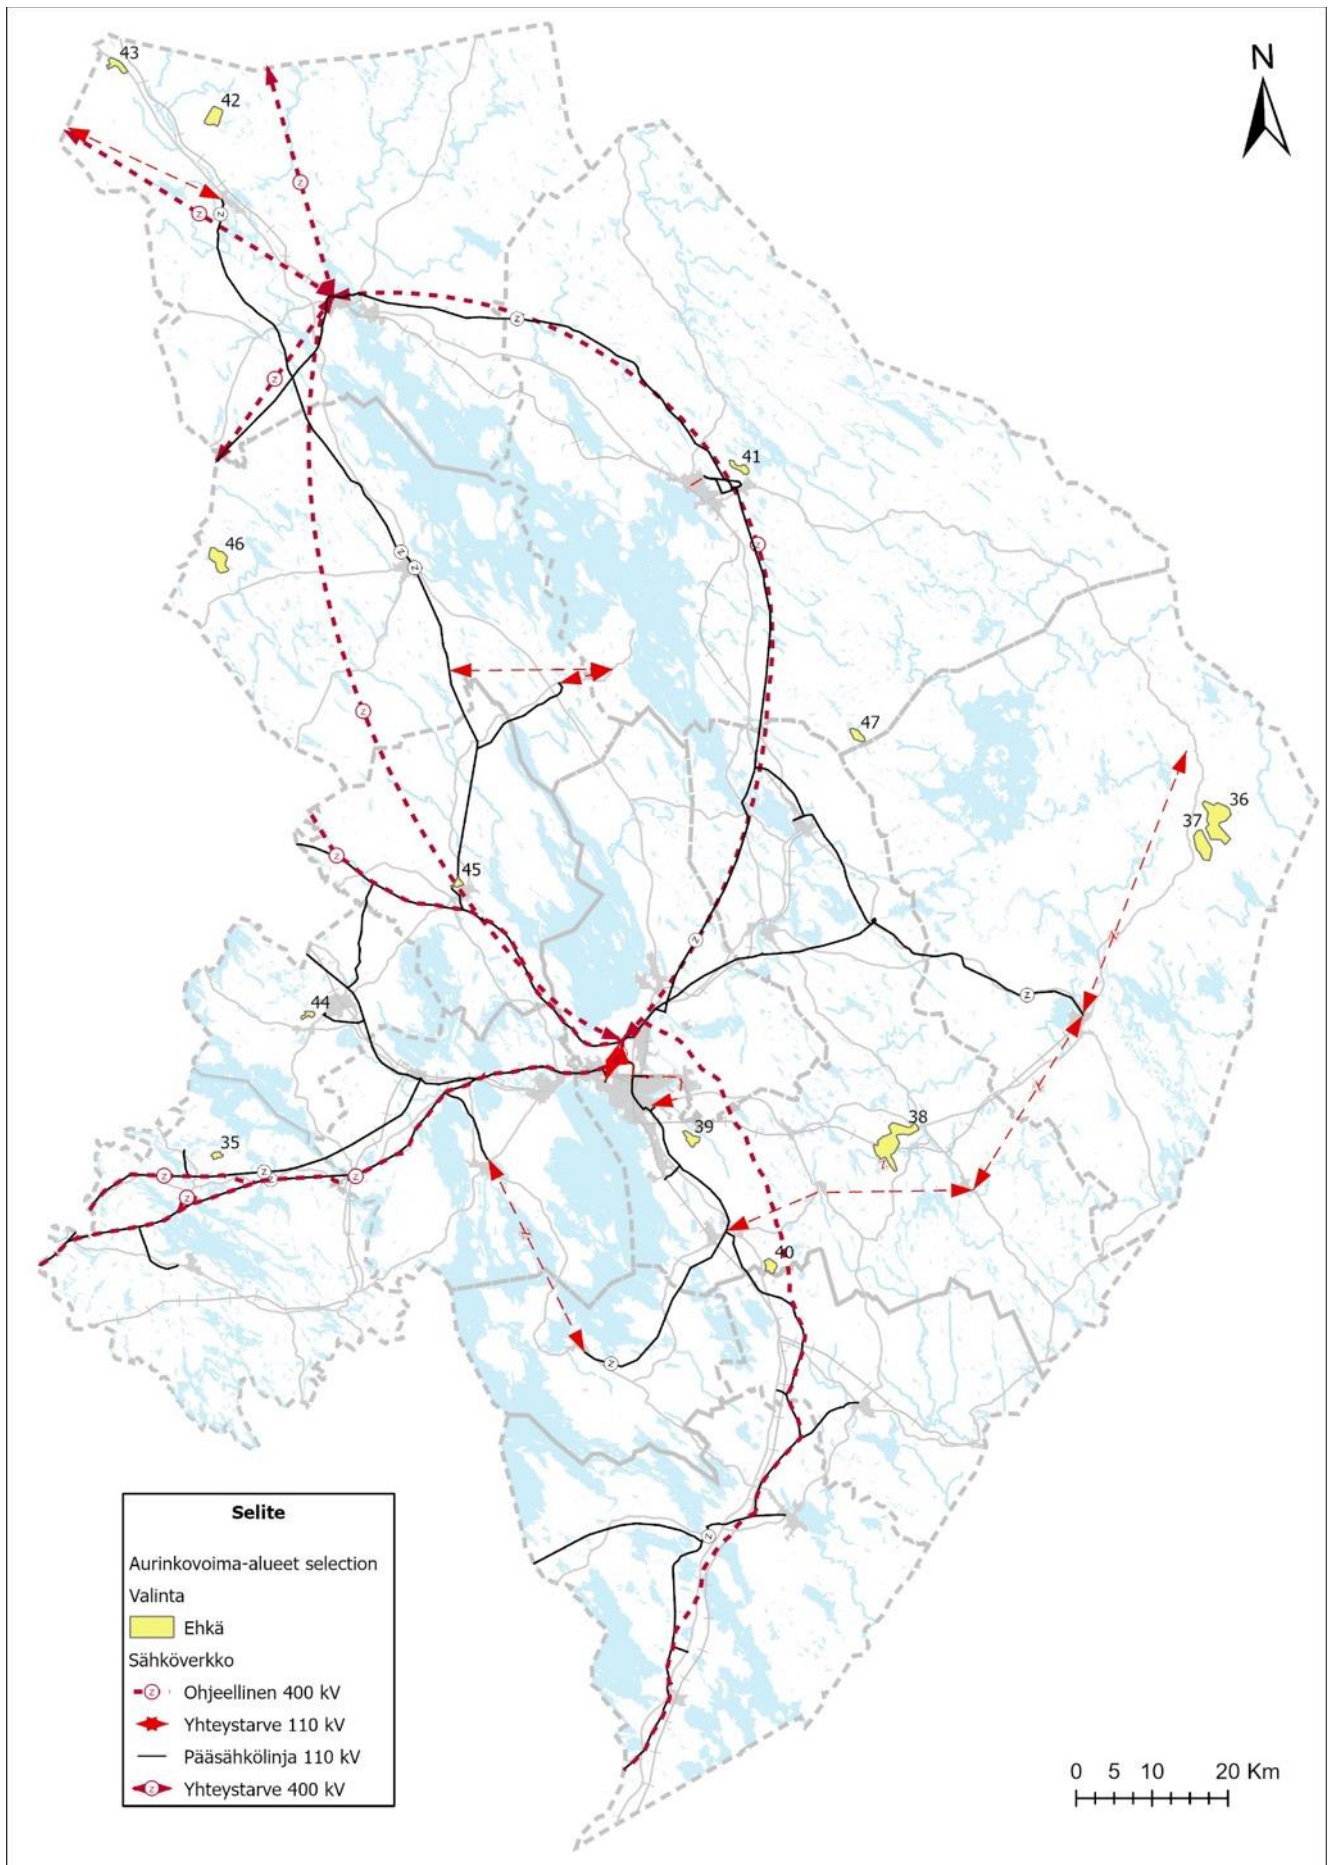 N
43
42
41
46
47
36
37
45
44
38
39
35
40
Selite
Aurinkovoima-alueet selection
Valinta
Ehkä
Sähköverkko
z Ohjeellinen 400 kV
Yhteystarve 110 kV
Pääsähkölinja 110 kV
z Yhteystarve 400 kV
0 5 10 20 Km